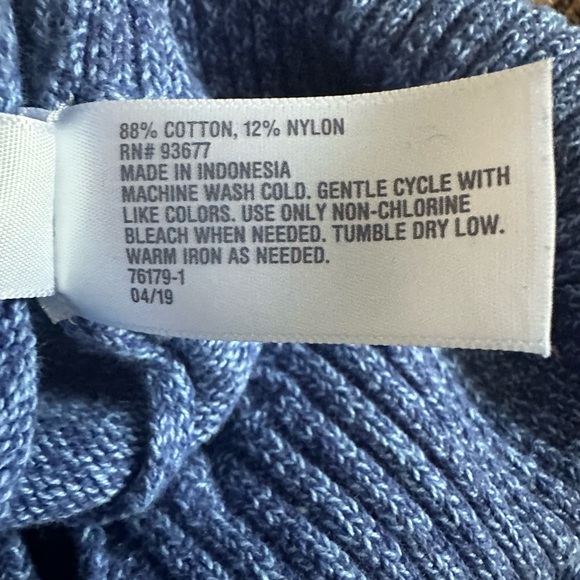 88% COTTON, 12% NYLON
RN# 93677
MADE IN INDONESIA
MACHINE WASH COLD. GENTLE CYCLE WITH
LIKE COLORS. USE ONLY NON-CHLORINE
BLEACH WHEN NEEDED. TUMBLE DRY LOW.
WARM IRON AS NEEDED.
76179-1
04/19